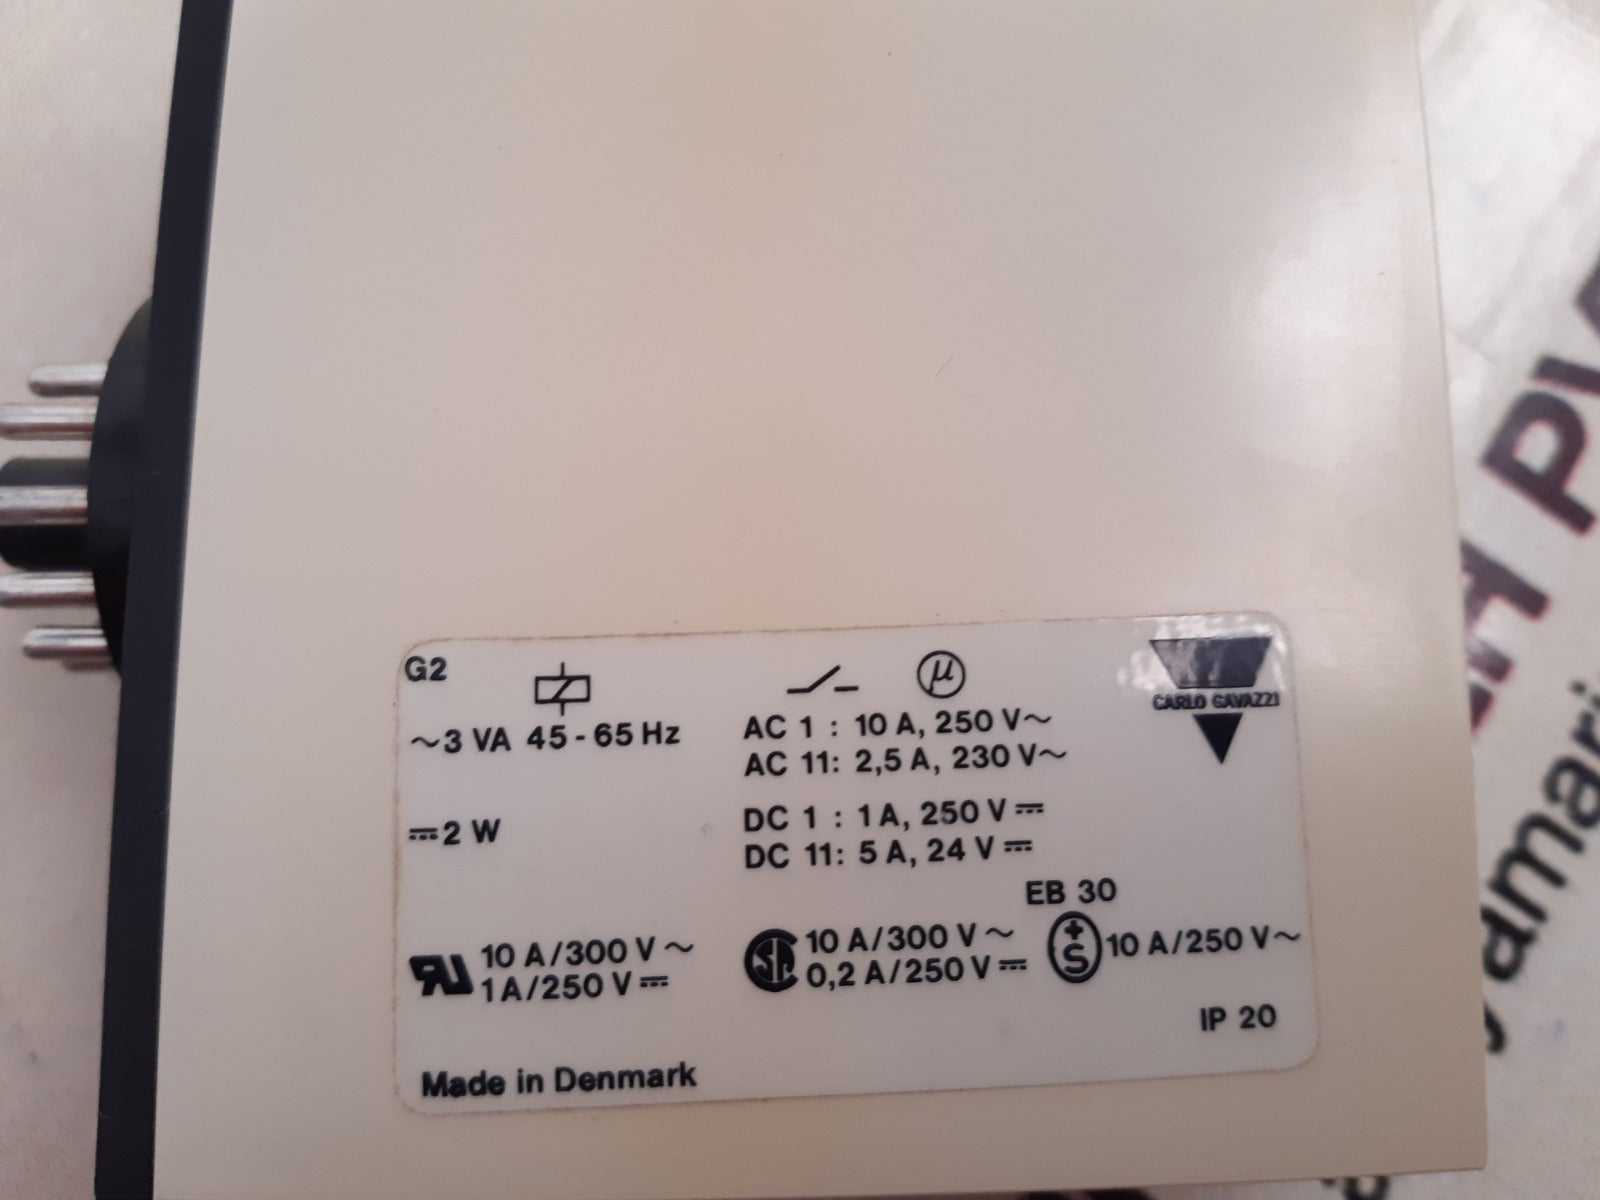 G2
µ
CARLO GAVAZZI
~3 VA 45 - 65 Hz
AC 1 : 10 A, 250 V~
AC 11: 2,5 A, 230 V~
⎓2 W
DC 1 : 1 A, 250 V⎓
DC 11: 5 A, 24 V⎓
EB 30
RU 10 A/300 V~
1 A/250 V⎓
SP 10 A/300 V~
0,2 A/250 V⎓
+S 10 A/250 V~
IP 20
Made in Denmark